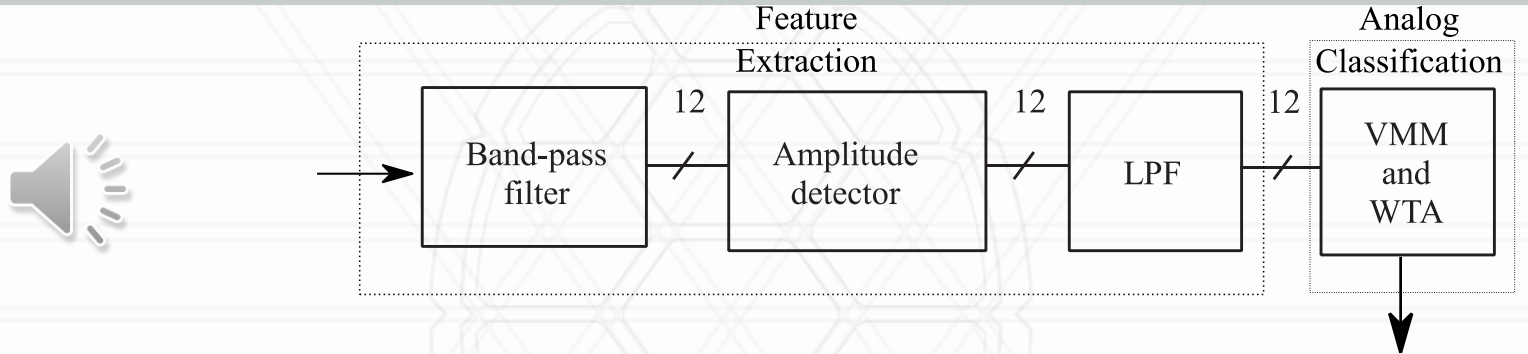 Feature
Extraction
Analog
Classification
12
12
12
Band-pass
filter
Amplitude
detector
LPF
VMM
and
WTA